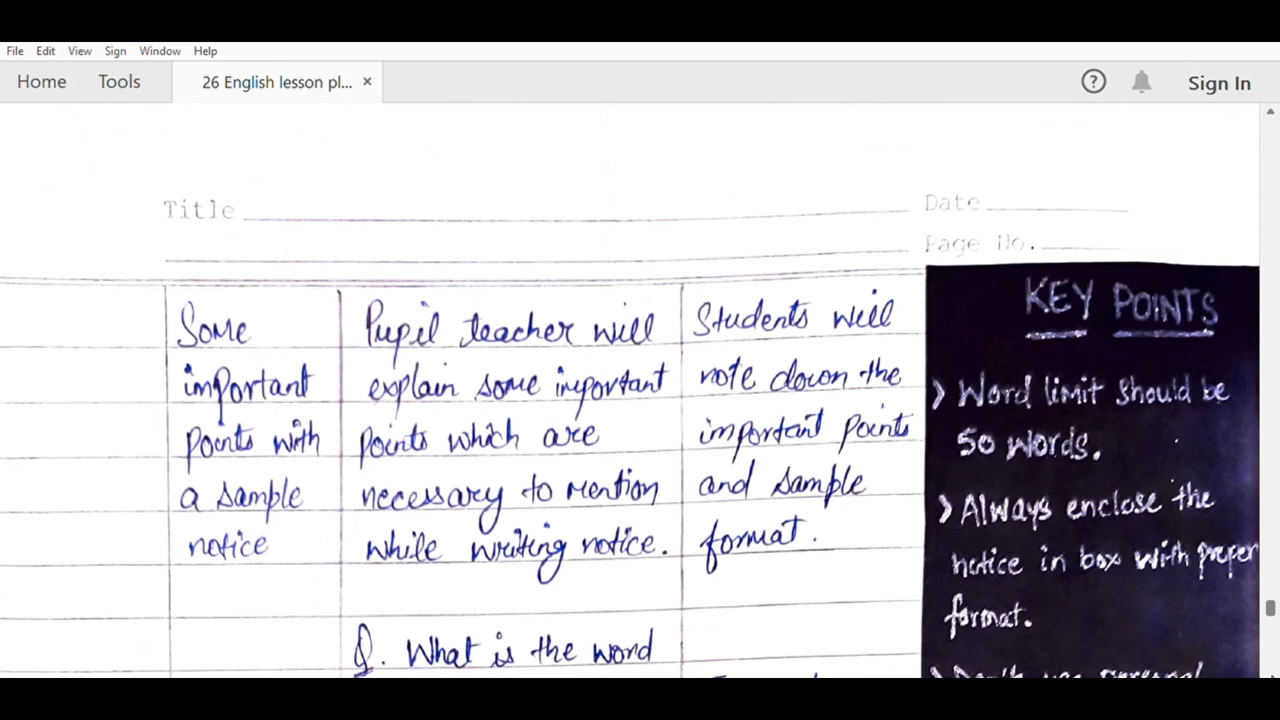 File Edit View Sign Window Help
Home Tools 26 English lesson pl... × ? Sign In
Title
Date
Page No.
Some
important
points with
a sample
notice
Pupil teacher will
explain some important
points which are
necessary to mention
while writing notice.
Q. What is the word
Students will
note down the
important points
and sample
format.
KEY POINTS
❯ Word limit should be
50 words.
❯ Always enclose the
notice in box with proper
format.
❯ Don't use personal